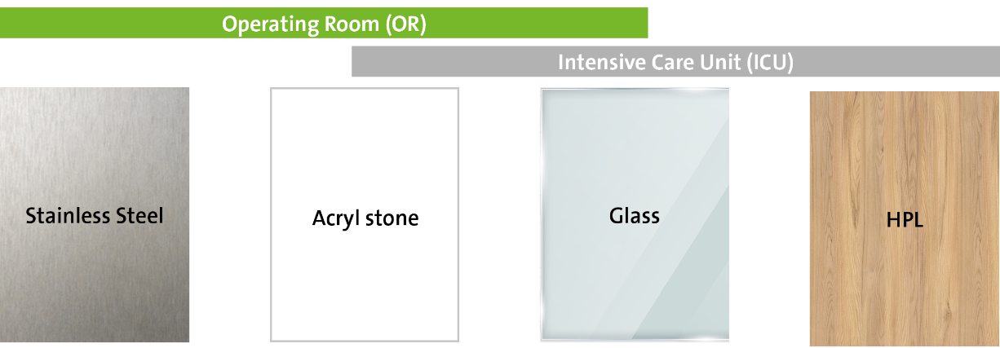 Operating Room (OR)
Intensive Care Unit (ICU)
Stainless Steel
Acryl stone
Glass
HPL